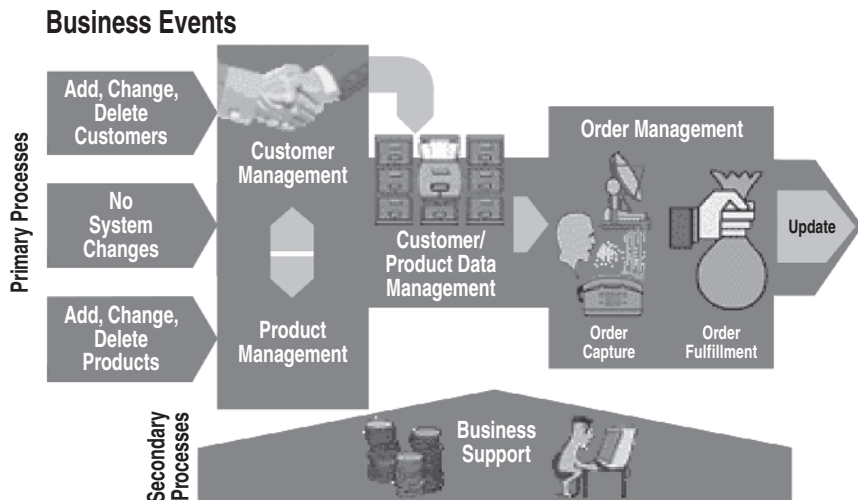 Business Events
Primary Processes
Add, Change,
Delete
Customers
No
System
Changes
Add, Change,
Delete
Products
Customer
Management
Product
Management
Customer/
Product Data
Management
Order Management
Order
Capture
Order
Fulfillment
Update
Secondary
Processes
Business
Support